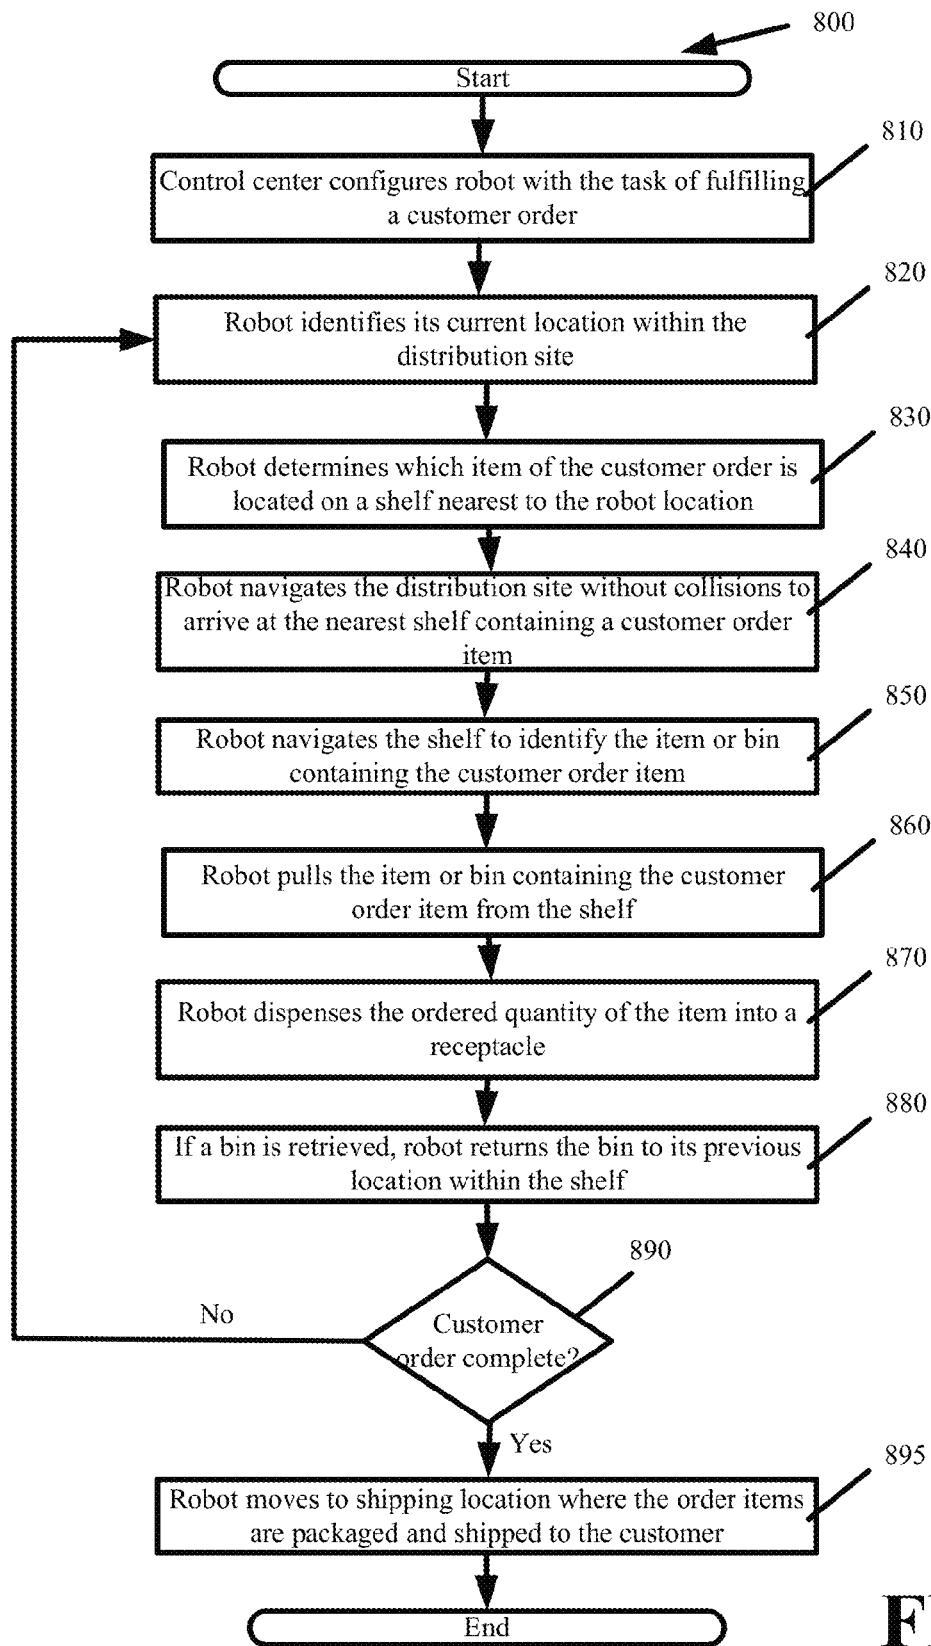 800
Start
810
Control center configures robot with the task of fulfilling
a customer order
820
Robot identifies its current location within the
distribution site
830
Robot determines which item of the customer order is
located on a shelf nearest to the robot location
840
Robot navigates the distribution site without collisions to
arrive at the nearest shelf containing a customer order
item
850
Robot navigates the shelf to identify the item or bin
containing the customer order item
860
Robot pulls the item or bin containing the customer
order item from the shelf
870
Robot dispenses the ordered quantity of the item into a
receptacle
880
If a bin is retrieved, robot returns the bin to its previous
location within the shelf
890
No
Customer
order complete?
Yes
895
Robot moves to shipping location where the order items
are packaged and shipped to the customer
End